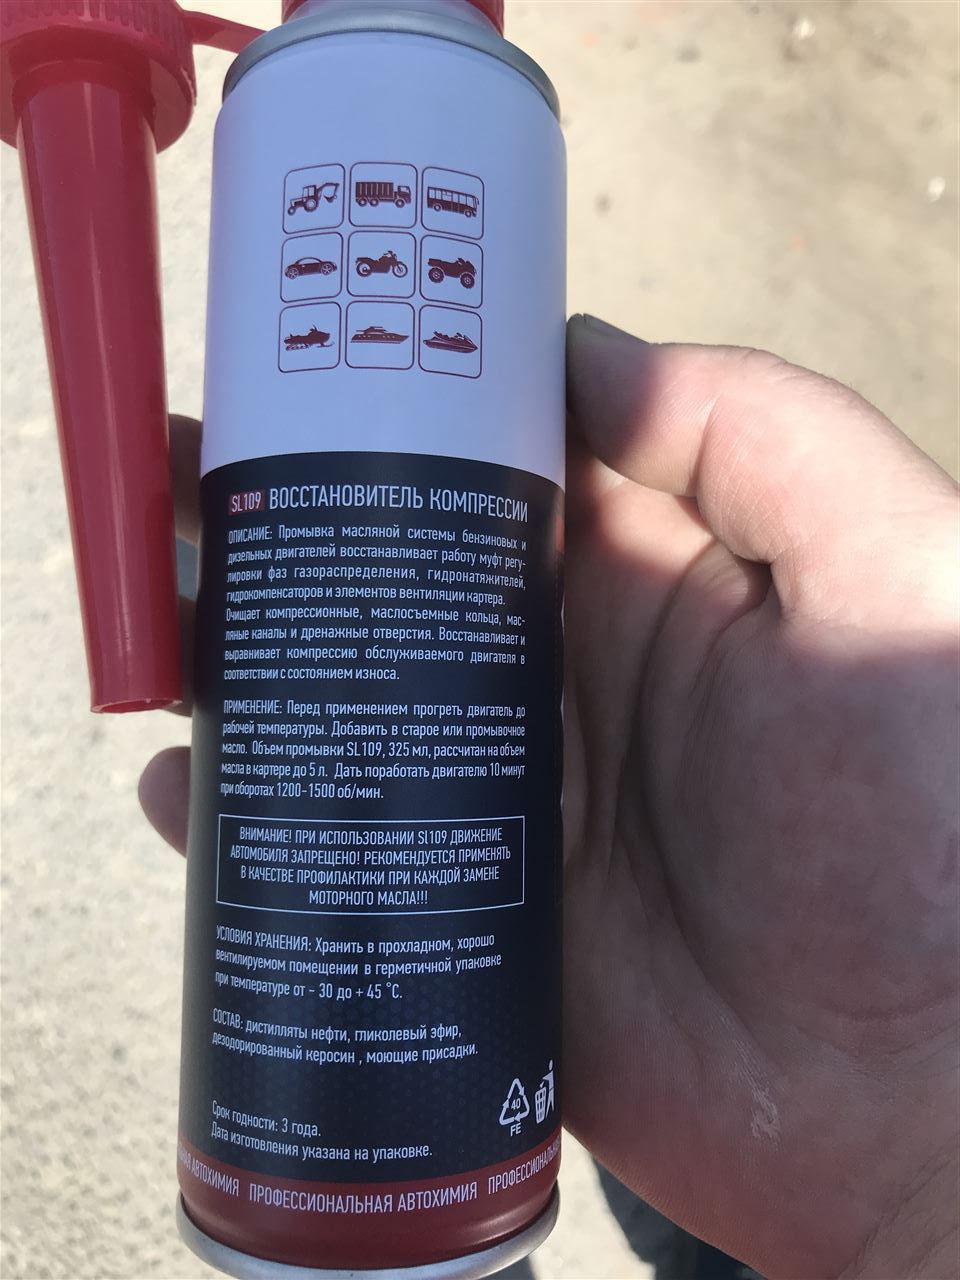 SL109 ВОССТАНОВИТЕЛЬ КОМПРЕССИИ
ОПИСАНИЕ: Промывка масляной системы бензиновых и
дизельных двигателей восстанавливает работу муфт регу-
лировки фаз газораспределения, гидронатяжителей,
гидрокомпенсаторов и элементов вентиляции картера.
Очищает компрессионные, маслосъемные кольца, мас-
ляные каналы и дренажные отверстия. Восстанавливает и
выравнивает компрессию обслуживаемого двигателя в
соответствии с состоянием износа.
ПРИМЕНЕНИЕ: Перед применением прогреть двигатель до
рабочей температуры. Добавить в старое или промывочное
масло. Объем промывки SL109, 325 мл, рассчитан на объем
масла в картере до 5 л. Дать поработать двигателю 10 минут
при оборотах 1200-1500 об/мин.
ВНИМАНИЕ! ПРИ ИСПОЛЬЗОВАНИИ Sl109 ДВИЖЕНИЕ
АВТОМОБИЛЯ ЗАПРЕЩЕНО! РЕКОМЕНДУЕТСЯ ПРИМЕНЯТЬ
В КАЧЕСТВЕ ПРОФИЛАКТИКИ ПРИ КАЖДОЙ ЗАМЕНЕ
МОТОРНОГО МАСЛА!!!
УСЛОВИЯ ХРАНЕНИЯ: Хранить в прохладном, хорошо
вентилируемом помещении в герметичной упаковке
при температуре от - 30 до + 45 °С.
СОСТАВ: дистилляты нефти, гликолевый эфир,
дезодорированный керосин , моющие присадки.
40
FE
Срок годности: 3 года.
Дата изготовления указана на упаковке.
АВТОХИМИЯ ПРОФЕССИОНАЛЬНАЯ АВТОХИМИЯ